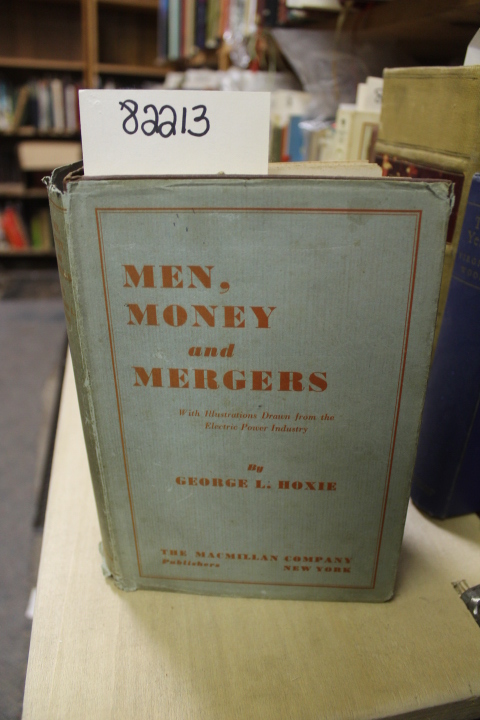 82213
MEN,
MONEY
and
MERGERS
With Illustrations Drawn from the
Electric Power Industry
By
GEORGE L. HOXIE
THE MACMILLAN COMPANY
Publishers NEW YORK